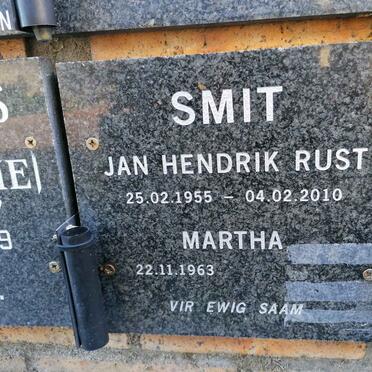 SMIT
JAN HENDRIK RUST
25.02.1955 – 04.02.2010
MARTHA
22.11.1963
VIR EWIG SAAM